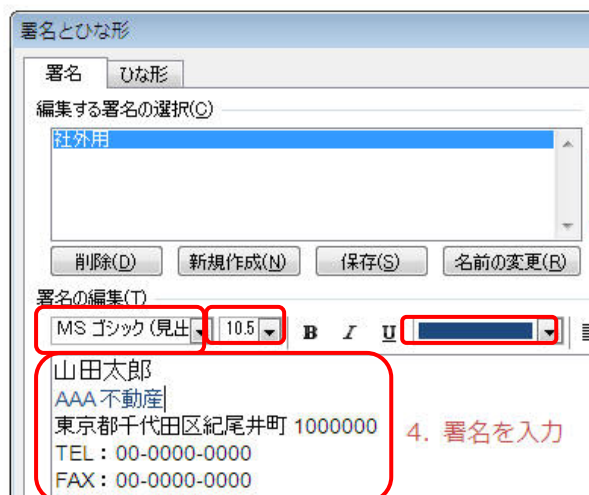 署名とひな形
署名 ひな形
編集する署名の選択(C)
社外用
削除(D) 新規作成(N) 保存(S) 名前の変更(R)
署名の編集(T)
MS ゴシック (見出 10.5 B I U
山田太郎
AAA不動産
東京都千代田区紀尾井町 1000000
TEL：00-0000-0000
FAX：00-0000-0000
4. 署名を入力